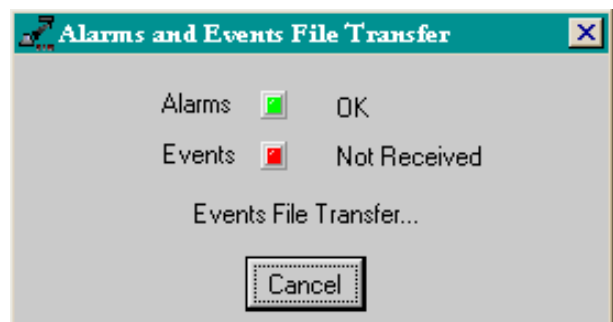 Alarms and Events File Transfer
Alarms OK
Events Not Received
Events File Transfer...
Cancel